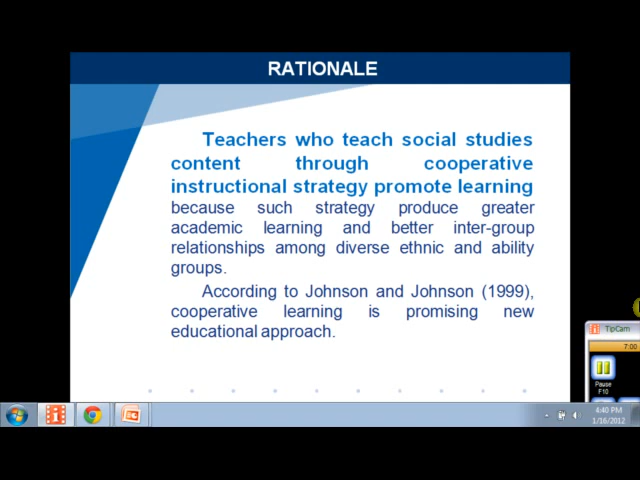 RATIONALE
Teachers who teach social studies
content through cooperative
instructional strategy promote learning
because such strategy produce greater
academic learning and better inter-group
relationships among diverse ethnic and ability
groups.
According to Johnson and Johnson (1999),
cooperative learning is promising new
educational approach.
TipCam
7:00
Pause
F10
4:40 PM
1/16/2012